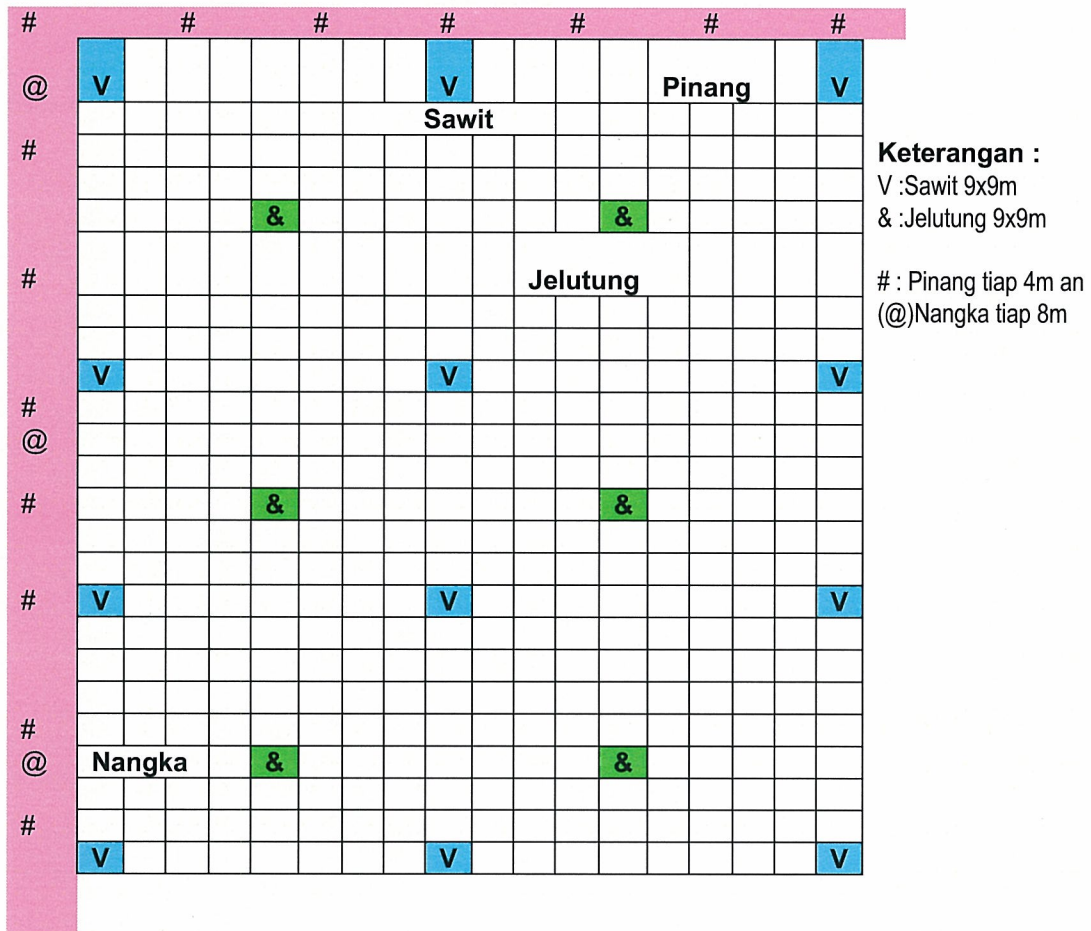 # # # # # # #
@ V V Pinang V
Sawit
#
& &
# Jelutung
V V V
#
@
# & &
# V V V
#
@ Nangka & &
#
V V V
Keterangan :
V :Sawit 9x9m
& :Jelutung 9x9m
# : Pinang tiap 4m an
(@)Nangka tiap 8m